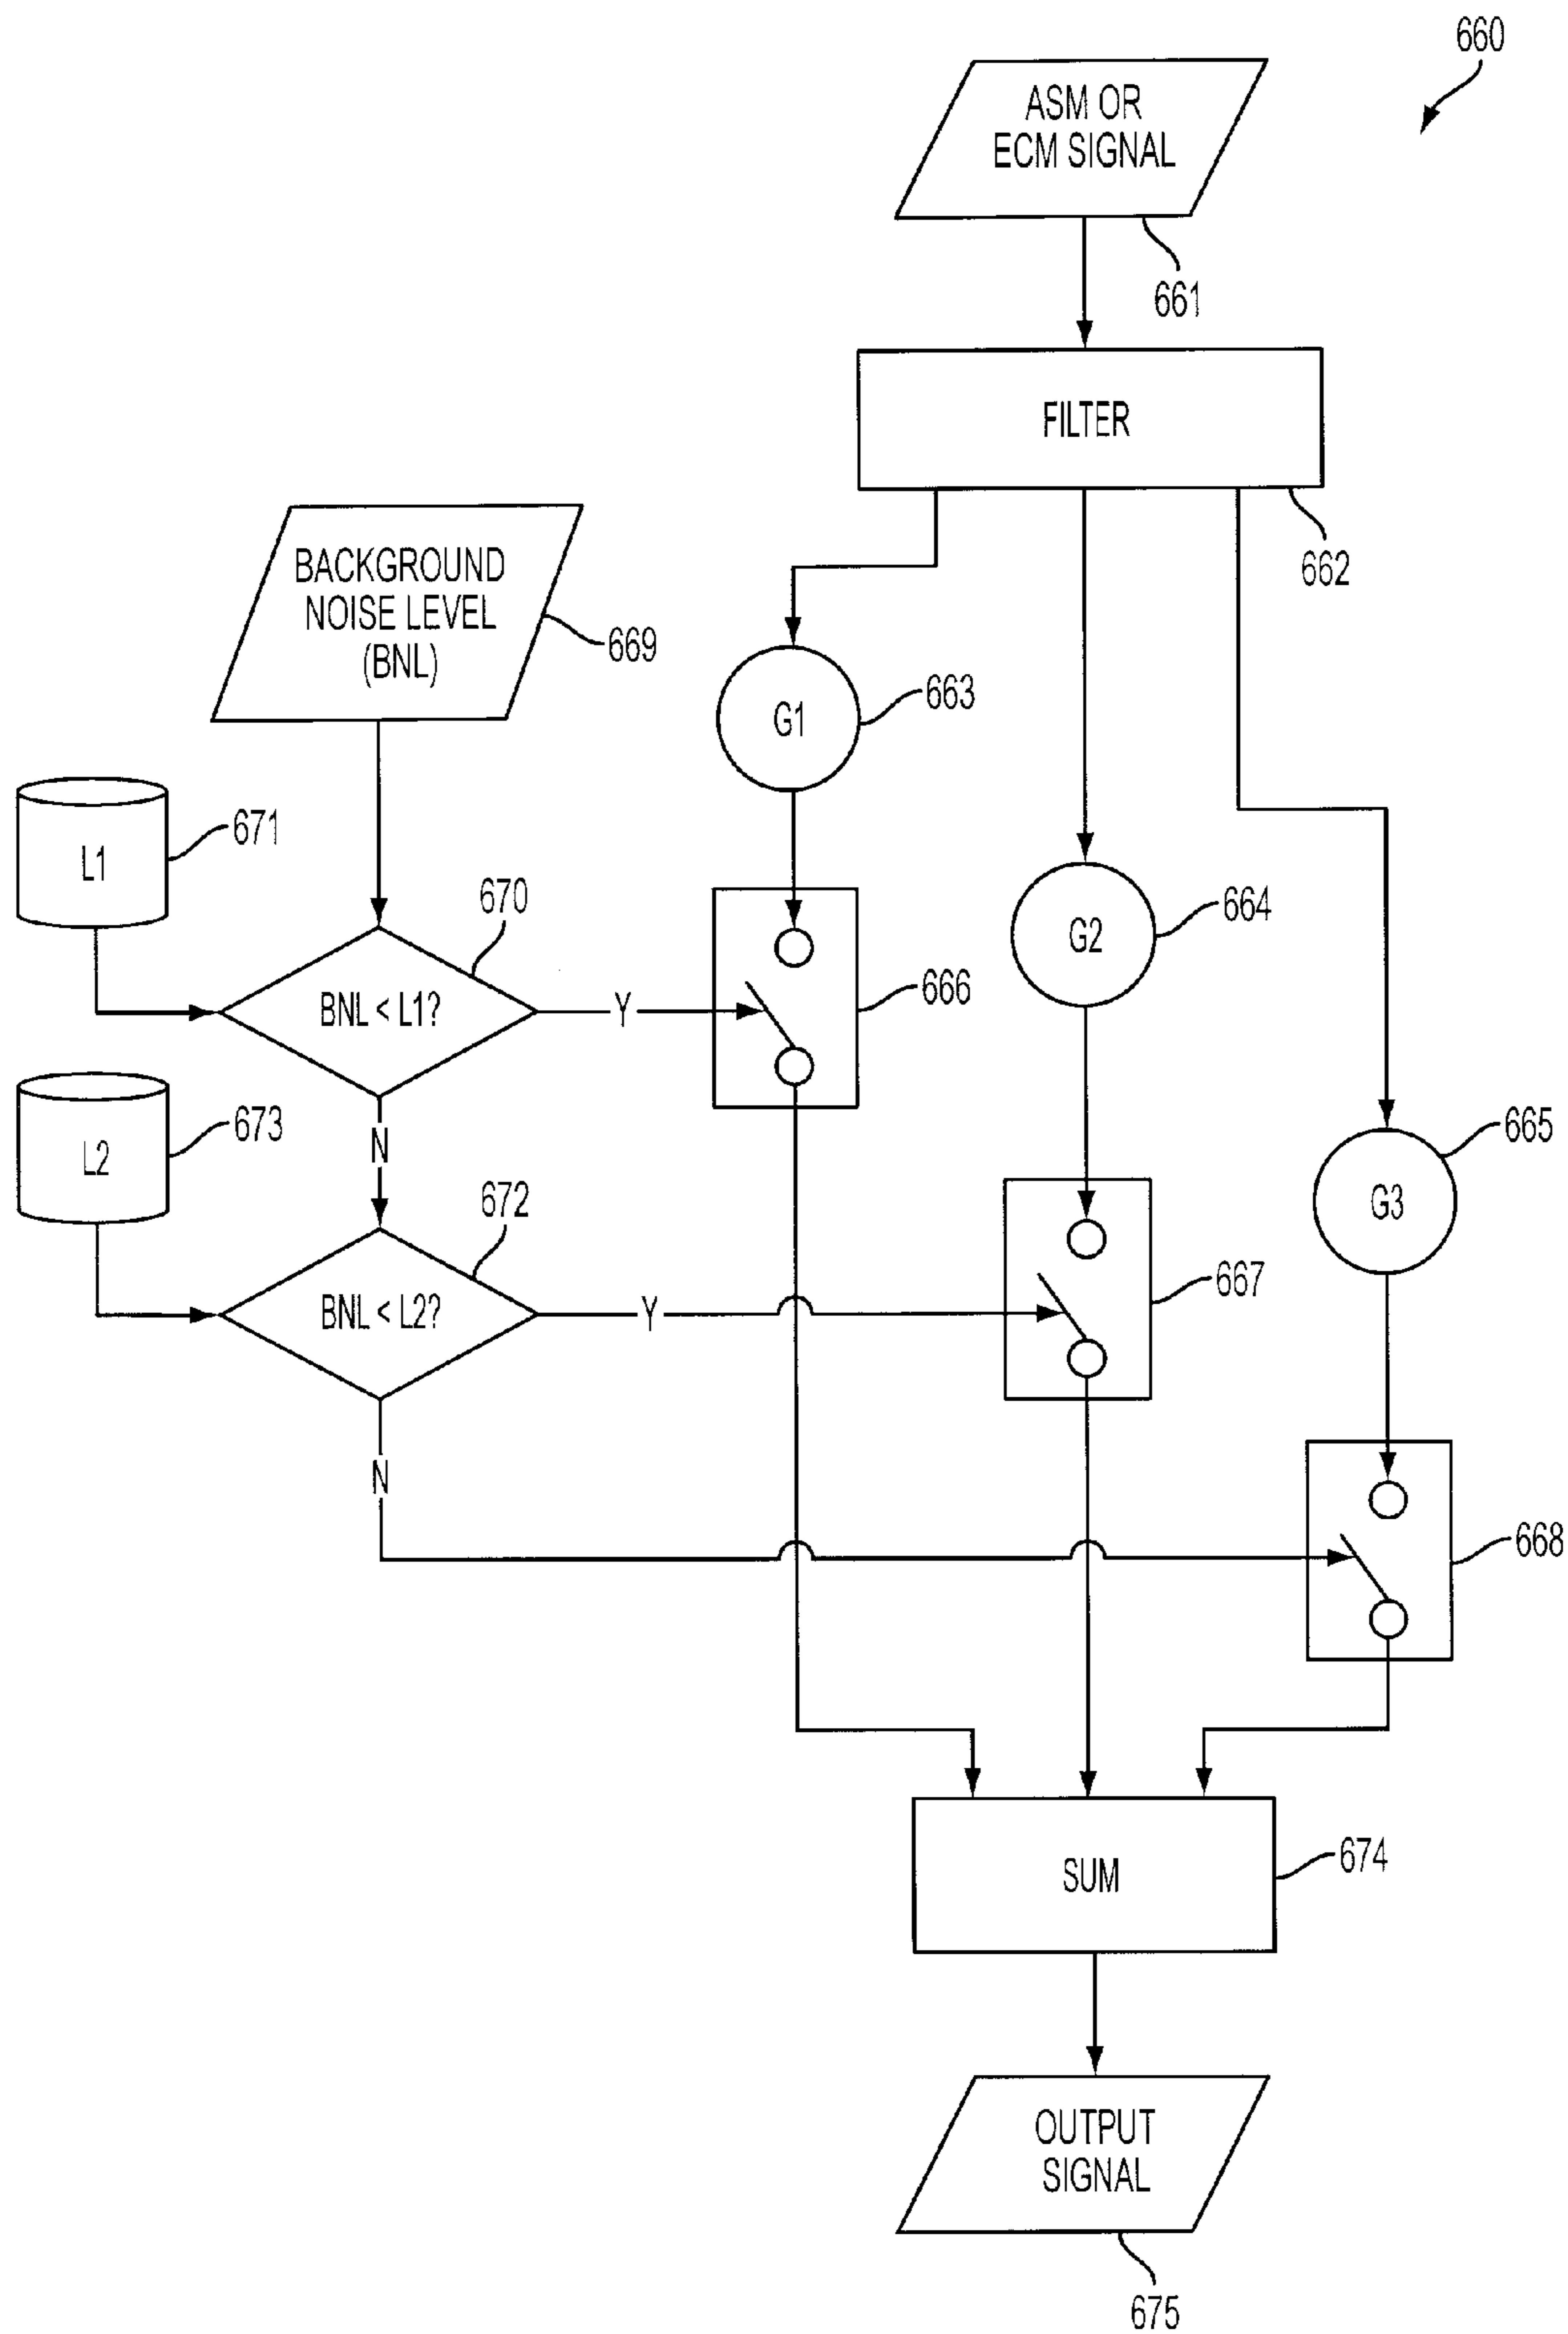 660
ASM OR
ECM SIGNAL
661
FILTER
662
BACKGROUND
NOISE LEVEL
(BNL)
669
G1
663
L1
671
670
G2
664
BNL < L1?
Y
666
L2
673
N
665
G3
672
667
BNL < L2?
Y
N
668
SUM
674
OUTPUT
SIGNAL
675